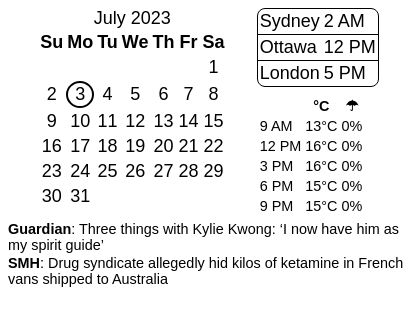 July 2023
Su Mo Tu We Th Fr Sa
1
2 3 4 5 6 7 8
9 10 11 12 13 14 15
16 17 18 19 20 21 22
23 24 25 26 27 28 29
30 31
Sydney 2 AM
Ottawa 12 PM
London 5 PM
°C ☂
9 AM 13°C 0%
12 PM 16°C 0%
3 PM 16°C 0%
6 PM 15°C 0%
9 PM 15°C 0%
Guardian: Three things with Kylie Kwong: ‘I now have him as
my spirit guide’
SMH: Drug syndicate allegedly hid kilos of ketamine in French
vans shipped to Australia